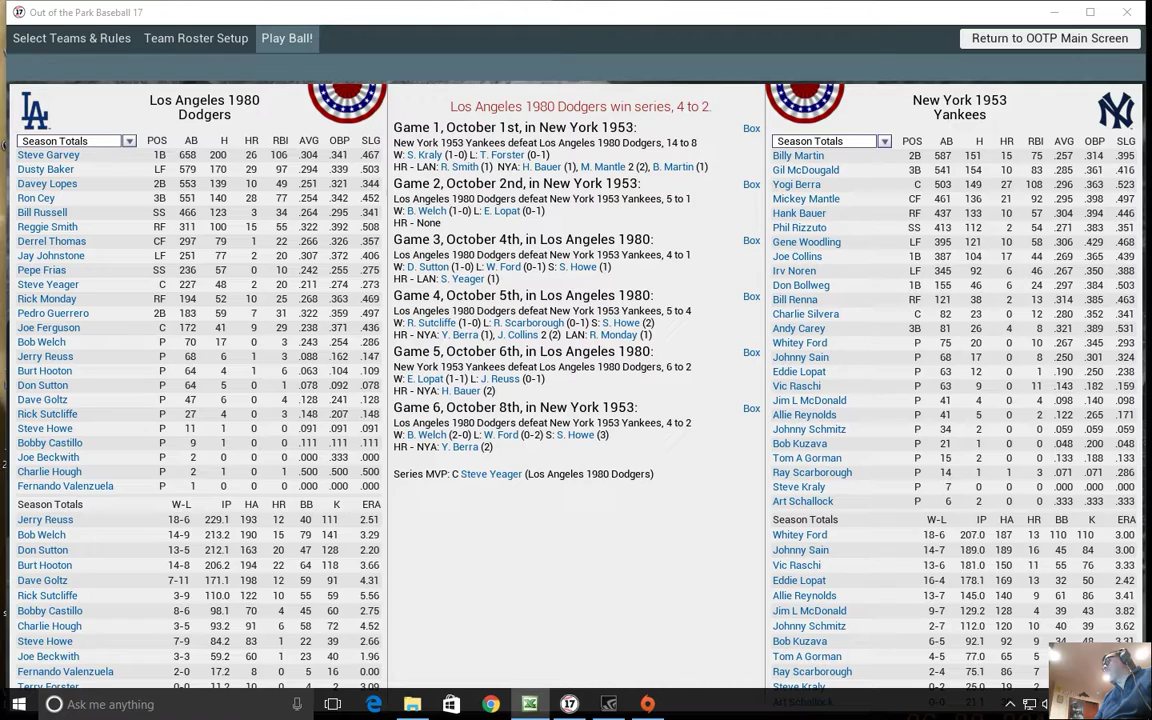 Out of the Park Baseball 17
Select Teams & Rules Team Roster Setup Play Ball! Return to OOTP Main Screen
Los Angeles 1980
Dodgers
Season Totals POS AB H HR RBI AVG OBP SLG
Steve Garvey 1B 658 200 26 106 .304 .341 .467
Dusty Baker LF 579 170 29 97 .294 .339 .503
Davey Lopes 2B 553 139 10 49 .251 .321 .344
Ron Cey 3B 551 140 28 77 .254 .342 .452
Bill Russell SS 466 123 3 34 .264 .295 .341
Reggie Smith RF 311 100 15 55 .322 .392 .508
Derrel Thomas CF 297 79 1 22 .266 .326 .357
Jay Johnstone LF 251 77 2 20 .307 .372 .406
Pepe Frias SS 236 57 0 10 .242 .255 .275
Steve Yeager C 227 48 2 20 .211 .274 .273
Rick Monday RF 194 52 10 25 .268 .363 .469
Pedro Guerrero 2B 183 59 7 31 .322 .359 .497
Joe Ferguson C 172 41 9 29 .238 .371 .436
Bob Welch P 70 17 0 3 .243 .254 .286
Jerry Reuss P 68 6 1 3 .088 .162 .147
Burt Hooton P 64 4 1 6 .063 .104 .109
Don Sutton P 64 5 0 1 .078 .092 .078
Dave Goltz P 47 6 0 4 .128 .241 .128
Rick Sutcliffe P 27 4 0 3 .148 .207 .148
Steve Howe P 11 1 0 0 .091 .091 .091
Bobby Castillo P 9 1 0 0 .111 .111 .111
Joe Beckwith P 2 0 0 0 .000 .333 .000
Charlie Hough P 2 1 0 0 .500 .500 .500
Fernando Valenzuela P 1 0 0 0 .000 .000 .000
Season Totals W-L IP HA HR BB K ERA
Jerry Reuss 18-6 229.1 193 12 40 111 2.51
Bob Welch 14-9 213.2 190 15 79 141 3.29
Don Sutton 13-5 212.1 163 20 47 128 2.20
Burt Hooton 14-8 206.2 194 22 64 118 3.66
Dave Goltz 7-11 171.1 198 12 59 91 4.31
Rick Sutcliffe 3-9 110.0 122 10 55 59 5.56
Bobby Castillo 8-6 98.1 70 4 45 60 2.75
Charlie Hough 3-5 93.2 91 6 58 72 4.52
Steve Howe 7-9 84.2 83 1 22 39 2.66
Joe Beckwith 3-3 59.2 60 1 23 40 1.96
Fernando Valenzuela 2-0 17.2 8 0 5 16 0.00
Terry Forster 0-0 11.2 10 4 2 3.09
Los Angeles 1980 Dodgers win series, 4 to 2.
Game 1, October 1st, in New York 1953: Box
New York 1953 Yankees defeat Los Angeles 1980 Dodgers, 14 to 8
W: S. Kraly (1-0) L: T. Forster (0-1)
HR - LAN: R. Smith (1) NYA: H. Bauer (1), M. Mantle 2 (2), B. Martin (1)
Game 2, October 2nd, in New York 1953: Box
Los Angeles 1980 Dodgers defeat New York 1953 Yankees, 5 to 1
W: B. Welch (1-0) L: E. Lopat (0-1)
HR - None
Game 3, October 4th, in Los Angeles 1980: Box
Los Angeles 1980 Dodgers defeat New York 1953 Yankees, 4 to 1
W: D. Sutton (1-0) L: W. Ford (0-1) S: S. Howe (1)
HR - LAN: S. Yeager (1)
Game 4, October 5th, in Los Angeles 1980: Box
Los Angeles 1980 Dodgers defeat New York 1953 Yankees, 5 to 4
W: R. Sutcliffe (1-0) L: R. Scarborough (0-1) S: S. Howe (2)
HR - NYA: Y. Berra (1), J. Collins 2 (2) LAN: R. Monday (1)
Game 5, October 6th, in Los Angeles 1980: Box
New York 1953 Yankees defeat Los Angeles 1980 Dodgers, 6 to 2
W: E. Lopat (1-1) L: J. Reuss (0-1)
HR - NYA: H. Bauer (2)
Game 6, October 8th, in New York 1953: Box
Los Angeles 1980 Dodgers defeat New York 1953 Yankees, 4 to 2
W: B. Welch (2-0) L: W. Ford (0-2) S: S. Howe (3)
HR - NYA: Y. Berra (2)
Series MVP: C Steve Yeager (Los Angeles 1980 Dodgers)
New York 1953
Yankees
Season Totals POS AB H HR RBI AVG OBP SLG
Billy Martin 2B 587 151 15 75 .257 .314 .395
Gil McDougald 3B 541 154 10 83 .285 .361 .416
Yogi Berra C 503 149 27 108 .296 .363 .523
Mickey Mantle CF 461 136 21 92 .295 .398 .497
Hank Bauer RF 437 133 10 57 .304 .394 .446
Phil Rizzuto SS 413 112 2 54 .271 .383 .351
Gene Woodling LF 395 121 10 58 .306 .429 .468
Joe Collins 1B 387 104 17 44 .269 .365 .439
Irv Noren LF 345 92 6 46 .267 .350 .388
Don Bollweg 1B 155 46 6 24 .297 .384 .503
Bill Renna RF 121 38 2 13 .314 .385 .463
Charlie Silvera C 82 23 0 12 .280 .352 .341
Andy Carey 3B 81 26 4 8 .321 .389 .531
Whitey Ford P 75 20 0 10 .267 .345 .293
Johnny Sain P 68 17 0 8 .250 .301 .324
Eddie Lopat P 63 12 0 1 .190 .250 .238
Vic Raschi P 63 9 0 11 .143 .182 .159
Jim L McDonald P 41 4 0 4 .098 .140 .098
Allie Reynolds P 41 5 0 2 .122 .265 .171
Johnny Schmitz P 34 2 0 0 .059 .059 .059
Bob Kuzava P 21 1 0 0 .048 .200 .048
Tom A Gorman P 15 2 0 0 .133 .188 .133
Ray Scarborough P 14 1 1 3 .071 .071 .286
Steve Kraly P 7 0 0 0 .000 .000 .000
Art Schallock P 6 2 0 0 .333 .333 .333
Season Totals W-L IP HA HR BB K ERA
Whitey Ford 18-6 207.0 187 13 110 110 3.00
Johnny Sain 14-7 189.0 189 16 45 84 3.00
Vic Raschi 13-6 181.0 150 11 55 76 3.33
Eddie Lopat 16-4 178.1 169 13 32 50 2.42
Allie Reynolds 13-7 145.0 140 9 61 86 3.41
Jim L McDonald 9-7 129.2 128 4 39 43 3.82
Johnny Schmitz 2-7 112.0 120 10 40 39 3.62
Bob Kuzava 6-5 92.1 92 9 34 48 3.31
Tom A Gorman 4-5 77.0 65 5
Ray Scarborough 2-4 75.1 86 7
Steve Kraly 0-2 25.0 19
Art Schallock
Ask me anything